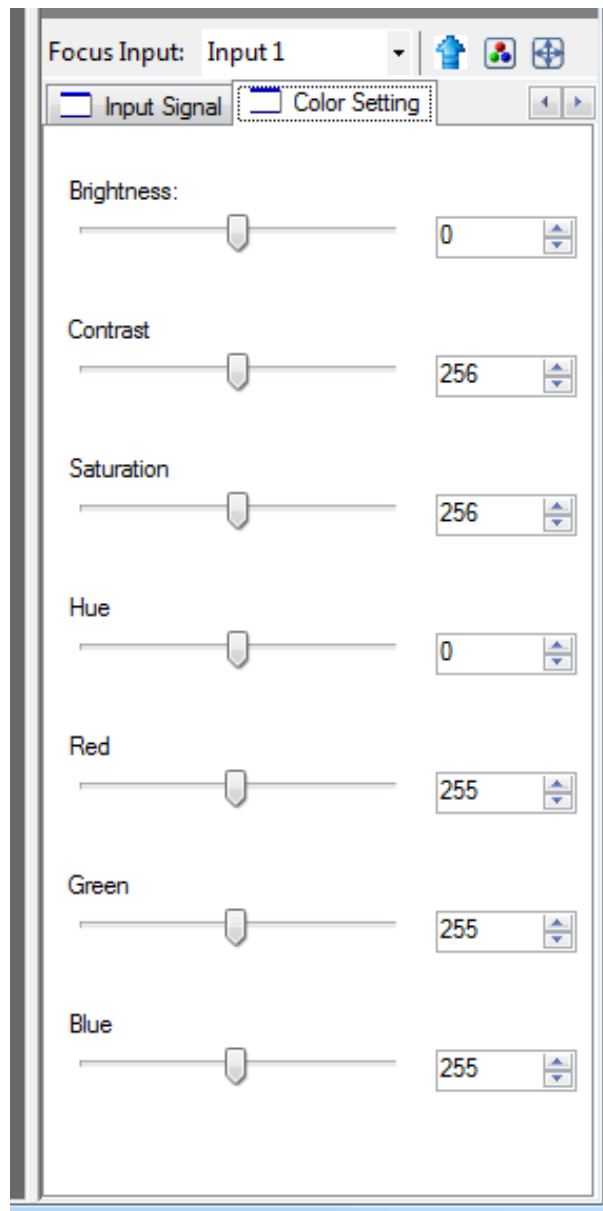 Focus Input: Input 1
Input Signal Color Setting
Brightness:
0
Contrast
256
Saturation
256
Hue
0
Red
255
Green
255
Blue
255